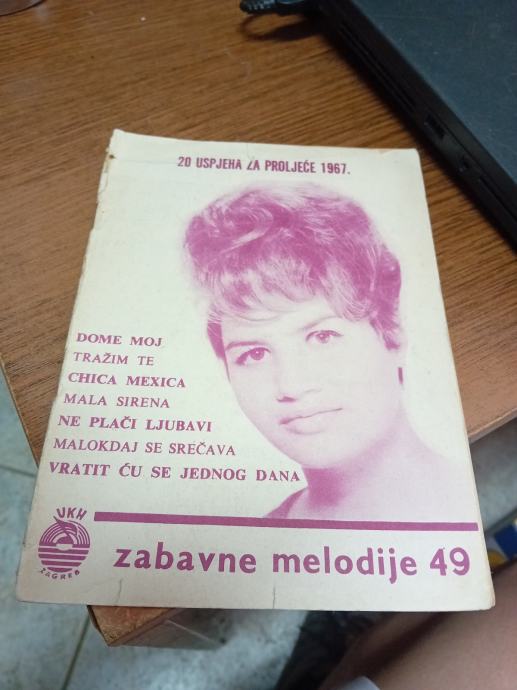 20 USPJEHA ZA PROLJEĆE 1967.
DOME MOJ
TRAŽIM TE
CHICA MEXICA
MALA SIRENA
NE PLAČI LJUBAVI
MALOKDAJ SE SREČAVA
VRATIT ĆU SE JEDNOG DANA
UKH
ZAGREB
zabavne melodije 49